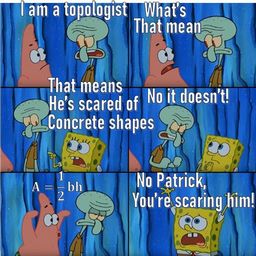 I am a topologist
What's
That mean
That means
He's scared of
Concrete shapes
No it doesn't!
A = 1/2 bh
No Patrick,
You're scaring him!